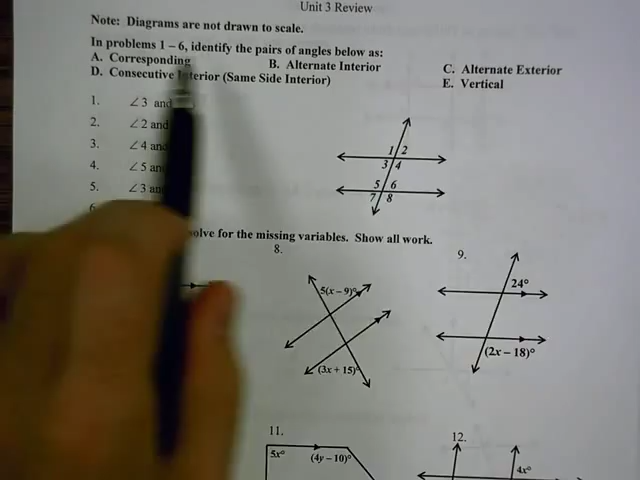 Unit 3 Review
Note: Diagrams are not drawn to scale.
In problems 1 – 6, identify the pairs of angles below as:
A. Corresponding B. Alternate Interior C. Alternate Exterior
D. Consecutive Interior (Same Side Interior) E. Vertical
1. ∠3 and
2. ∠2 and
3. ∠4 and
4. ∠5 and
5. ∠3 and
1 2
3 4
5 6
7 8
solve for the missing variables. Show all work.
8.
9.
5(x – 9)°
24°
(2x – 18)°
(3x + 15)°
11.
12.
5x°
(4y – 10)°
4x°